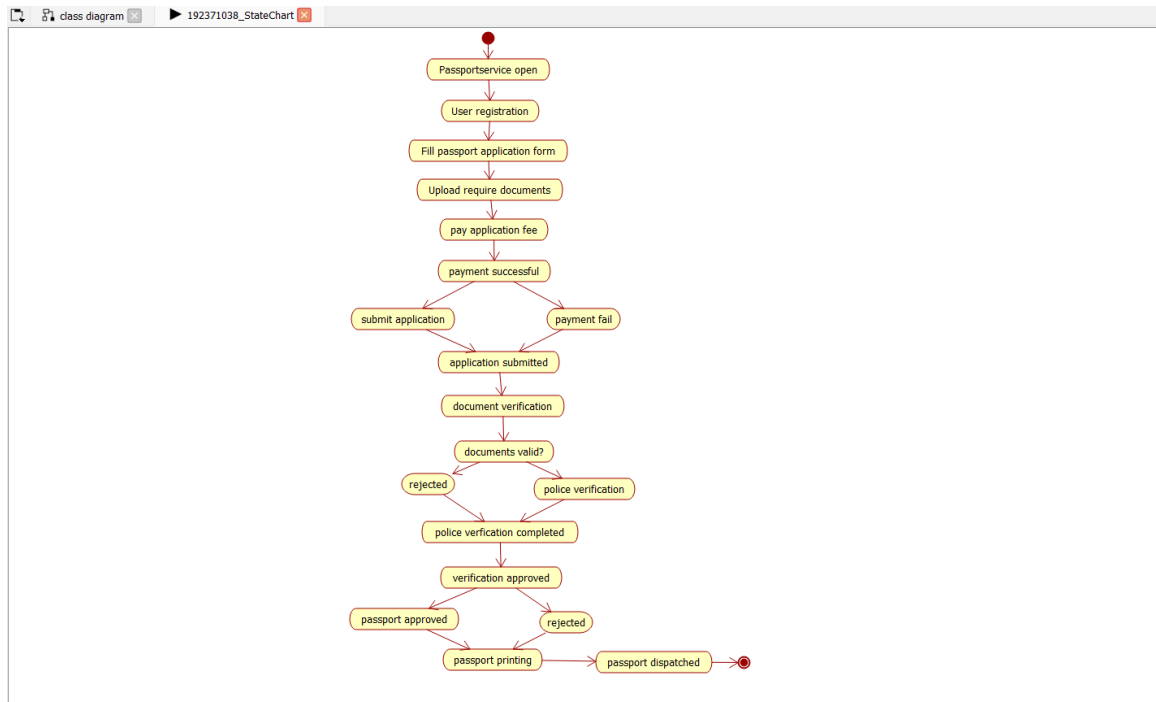 class diagram
192371038_StateChart
Passportservice open
User registration
Fill passport application form
Upload require documents
pay application fee
payment successful
submit application
payment fail
application submitted
document verification
documents valid?
rejected
police verification
police verfication completed
verification approved
passport approved
rejected
passport printing
passport dispatched